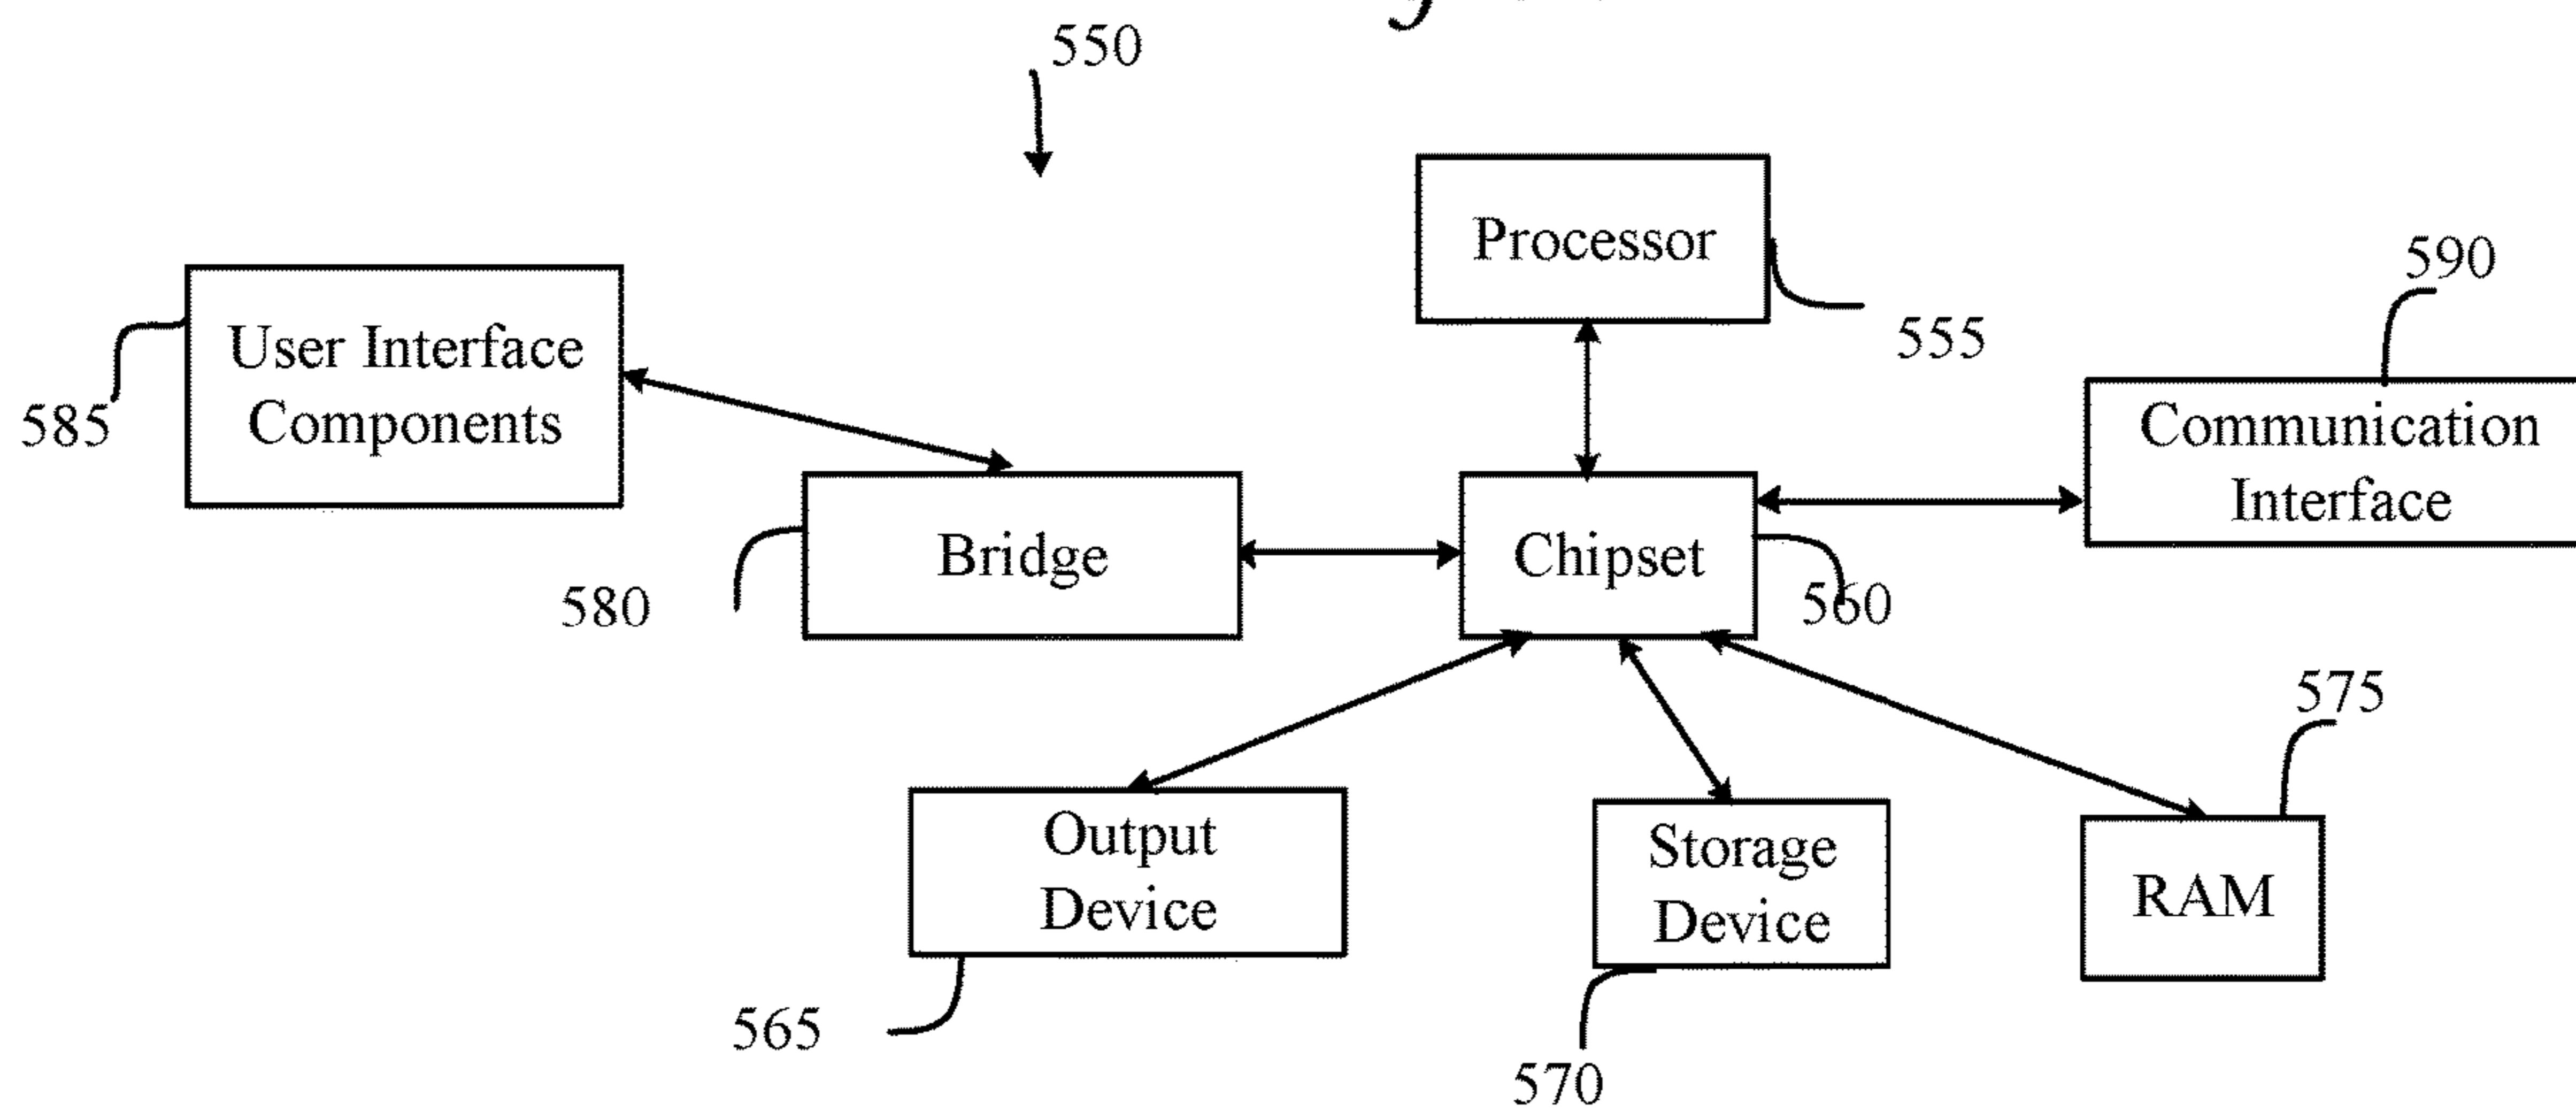 550
Processor
590
555
User Interface
Components
585
Communication
Interface
Bridge
Chipset
580
560
575
Output
Device
Storage
Device
RAM
565
570